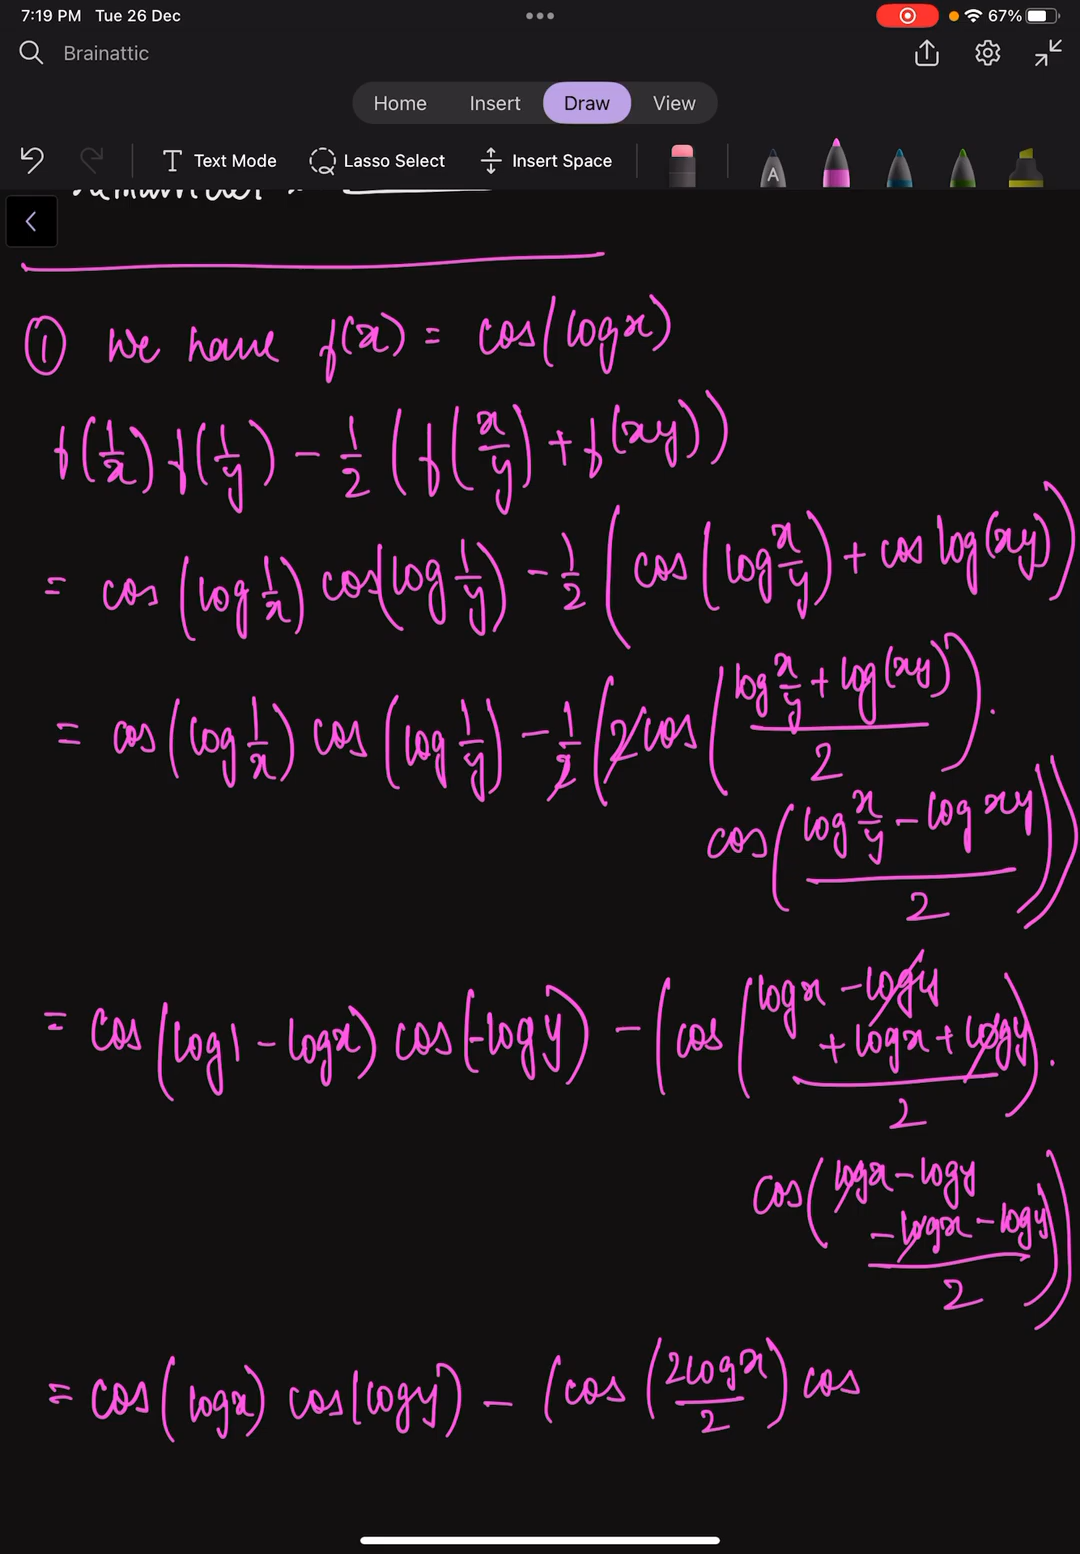 7:19 PM Tue 26 Dec
67%
Brainattic
Home Insert Draw View
Text Mode Lasso Select Insert Space A
① We have f(x) = cos(log x)
f(1/x) f(1/y) - 1/2 (f(x/y) + f(xy))
= cos(log 1/x) cos(log 1/y) - 1/2 (cos(log x/y) + cos log(xy))
= cos(log 1/x) cos(log 1/y) - 1/2 (2 cos((log x/y + log(xy))/2).
cos((log x/y - log xy)/2))
= cos(log 1 - log x) cos(-log y) - (cos((log x - log y + log x + log y)/2).
cos((log x - log y - log x - log y)/2))
= cos(log x) cos(log y) - (cos(2 log x/2) cos